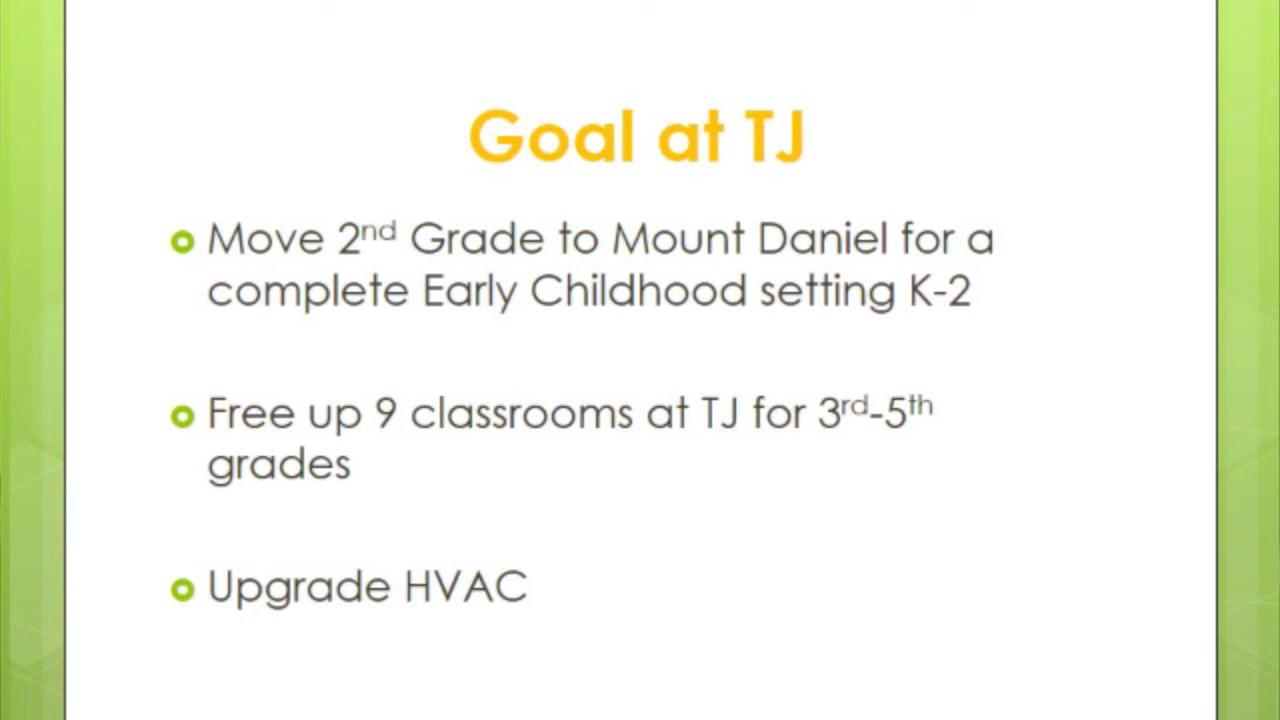 Goal at TJ
Move 2nd Grade to Mount Daniel for a
complete Early Childhood setting K-2
Free up 9 classrooms at TJ for 3rd-5th
grades
Upgrade HVAC